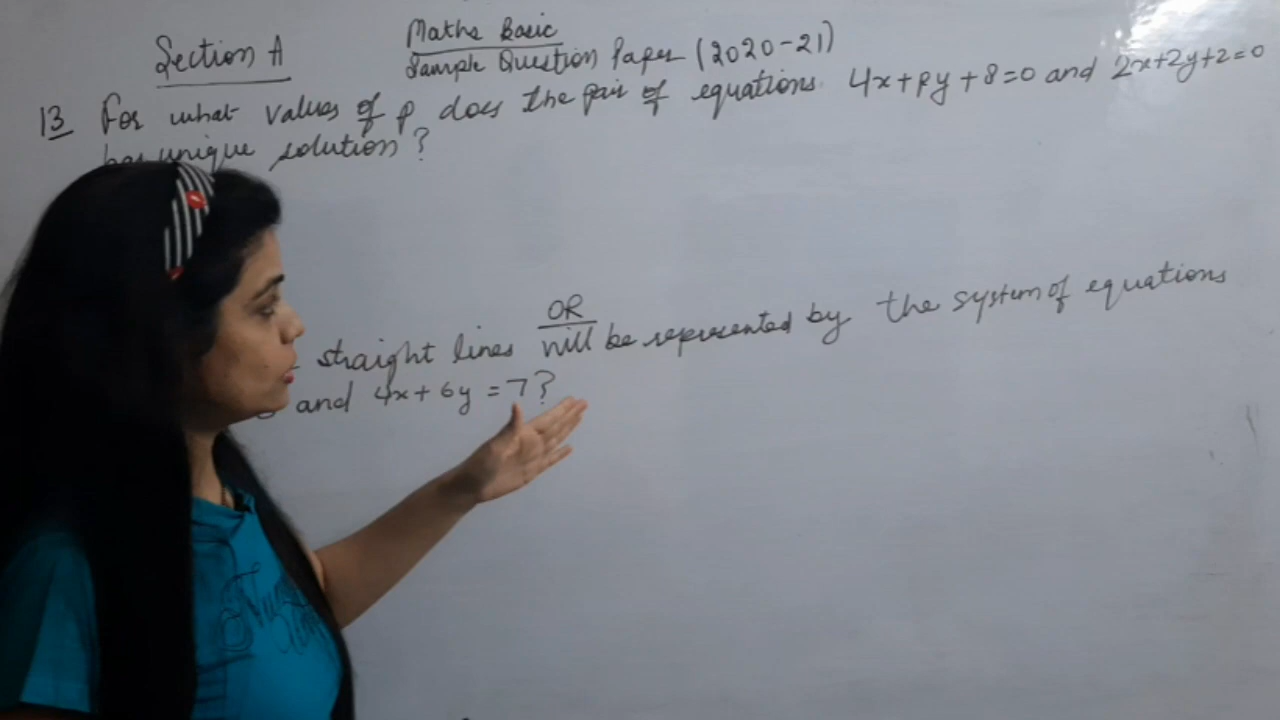 Section A
Maths Basic
Sample Question Paper (2020-21)
13 For what values of p does the pair of equations 4x+py+8=0 and 2x+2y+2=0
has unique solution?
OR
straight lines will be represented by the system of equations
and 4x+6y=7?